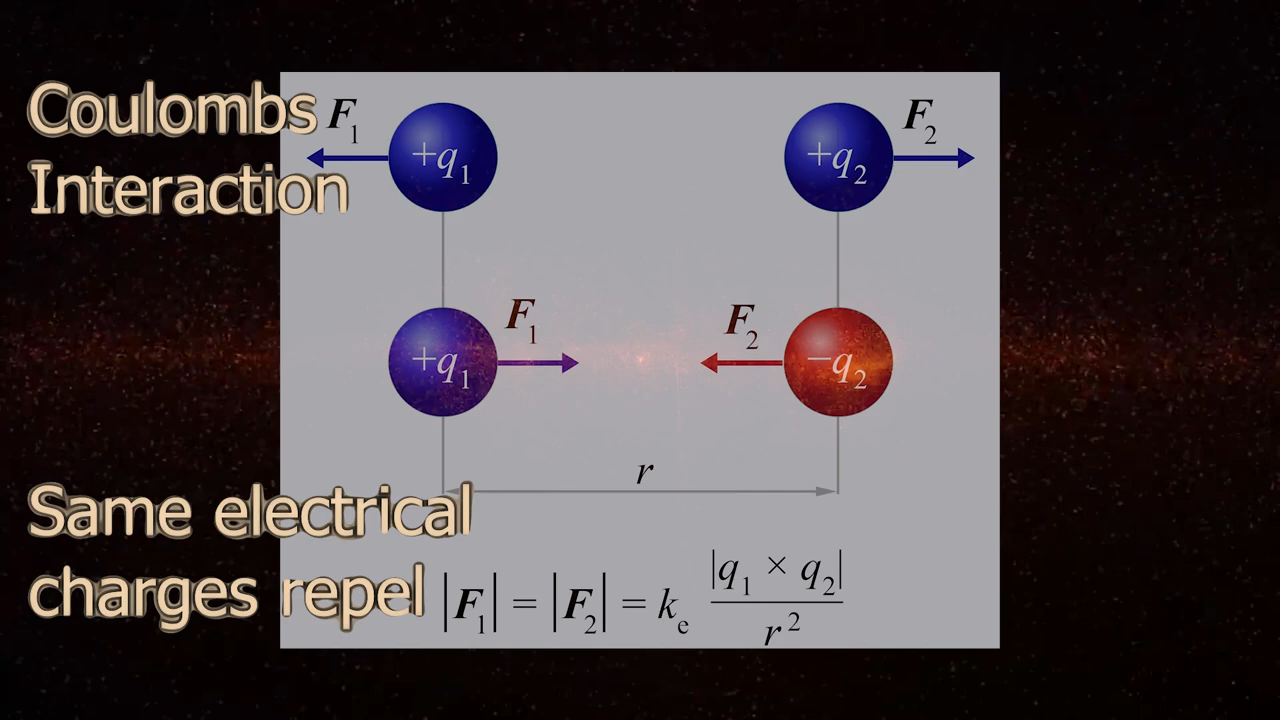 Coulombs
Interaction
F₁
+q₁
+q₂
F₂
+q₁
F₁
F₂
−q₂
r
Same electrical
charges repel
|F₁| = |F₂| = kₑ |q₁ × q₂| / r²